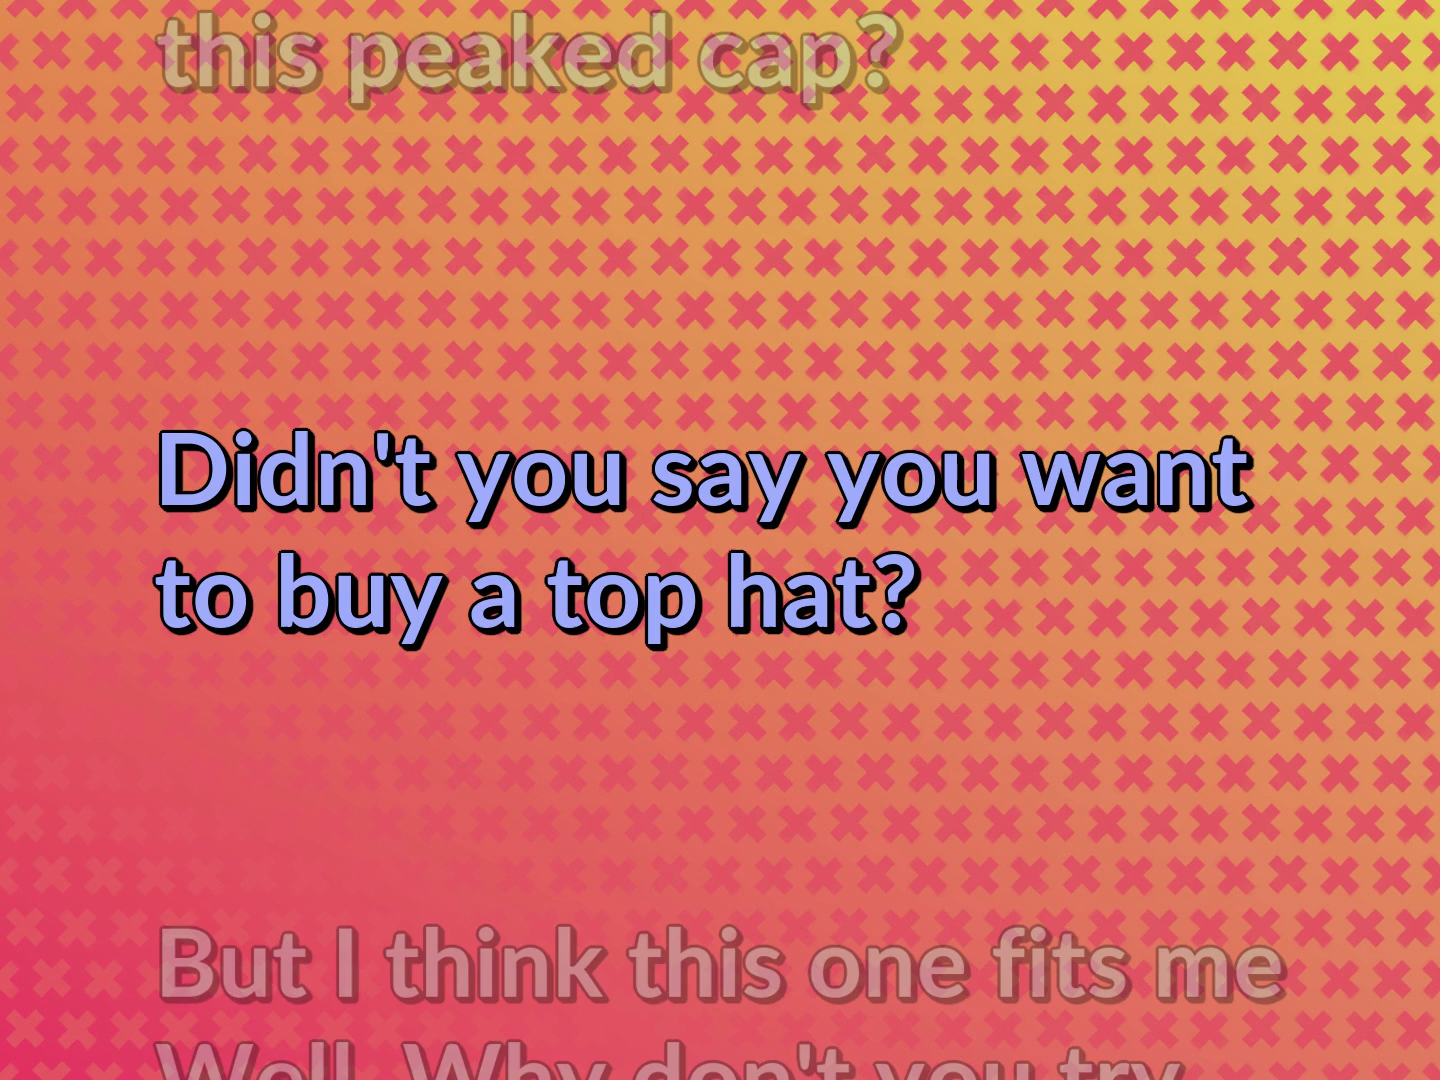 this peaked cap?
Didn't you say you want
to buy a top hat?
But I think this one fits me
Well. Why don't you try